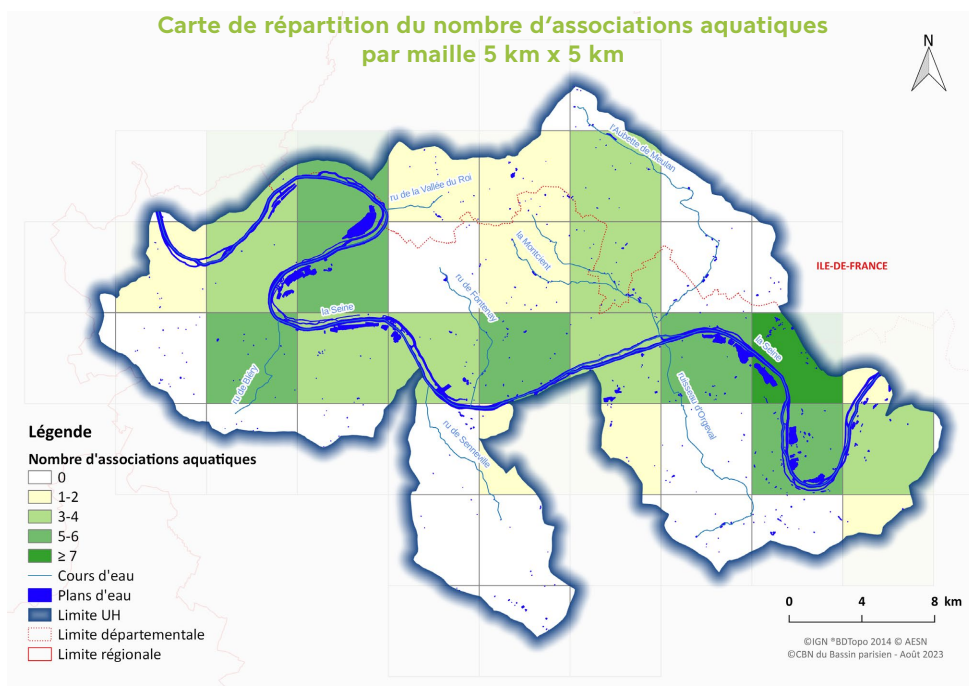 Carte de répartition du nombre d'associations aquatiques
par maille 5 km x 5 km
N
l'Aubette de Meulan
ru de la Vallée du Roi
la Montcient
ILE-DE-FRANCE
ru de Fontenay
la Seine
la Seine
ru de Bléry
ruisseau d'Orgeval
ru de Senneville
Légende
Nombre d'associations aquatiques
0
1-2
3-4
5-6
≥ 7
Cours d'eau
Plans d'eau
Limite UH
Limite départementale
Limite régionale
0 4 8 km
©IGN ®BDTopo 2014 © AESN
©CBN du Bassin parisien - Août 2023